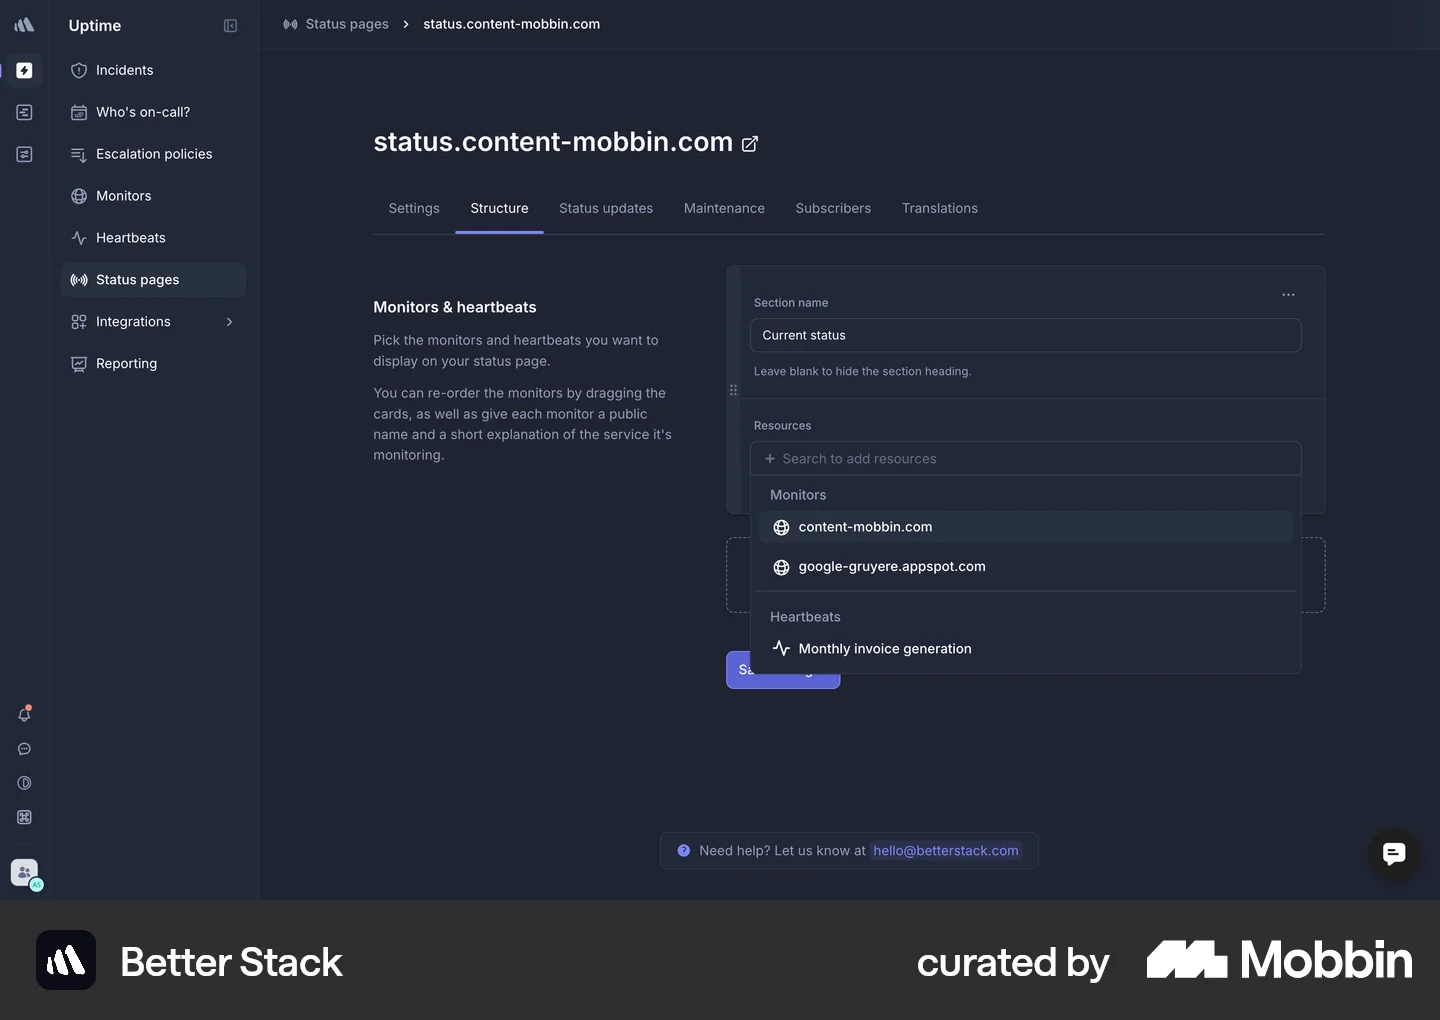 Uptime
Incidents
Who's on-call?
Escalation policies
Monitors
Heartbeats
Status pages
Integrations
Reporting
AS
Status pages
status.content-mobbin.com
status.content-mobbin.com
Settings
Structure
Status updates
Maintenance
Subscribers
Translations
Monitors & heartbeats
Pick the monitors and heartbeats you want to
display on your status page.
You can re-order the monitors by dragging the
cards, as well as give each monitor a public
name and a short explanation of the service it's
monitoring.
Section name
Current status
Leave blank to hide the section heading.
Resources
+ Search to add resources
Monitors
content-mobbin.com
google-gruyere.appspot.com
Heartbeats
Monthly invoice generation
Need help? Let us know at hello@betterstack.com
Better Stack
curated by
Mobbin